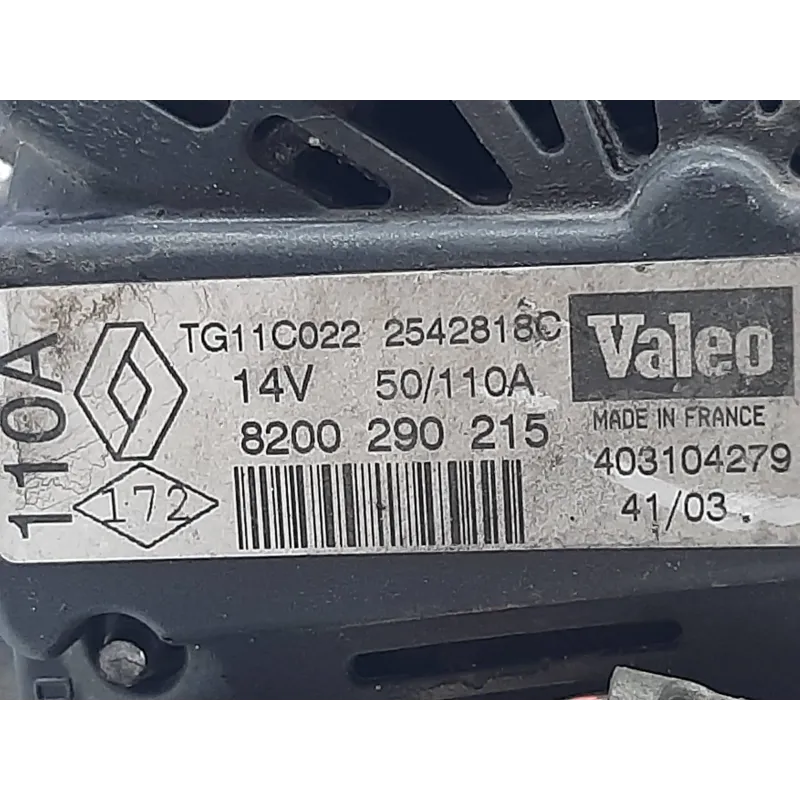 110A
TG11C022 2542818C
14V 50/110A
8200 290 215
172
Valeo
MADE IN FRANCE
403104279
41/03.